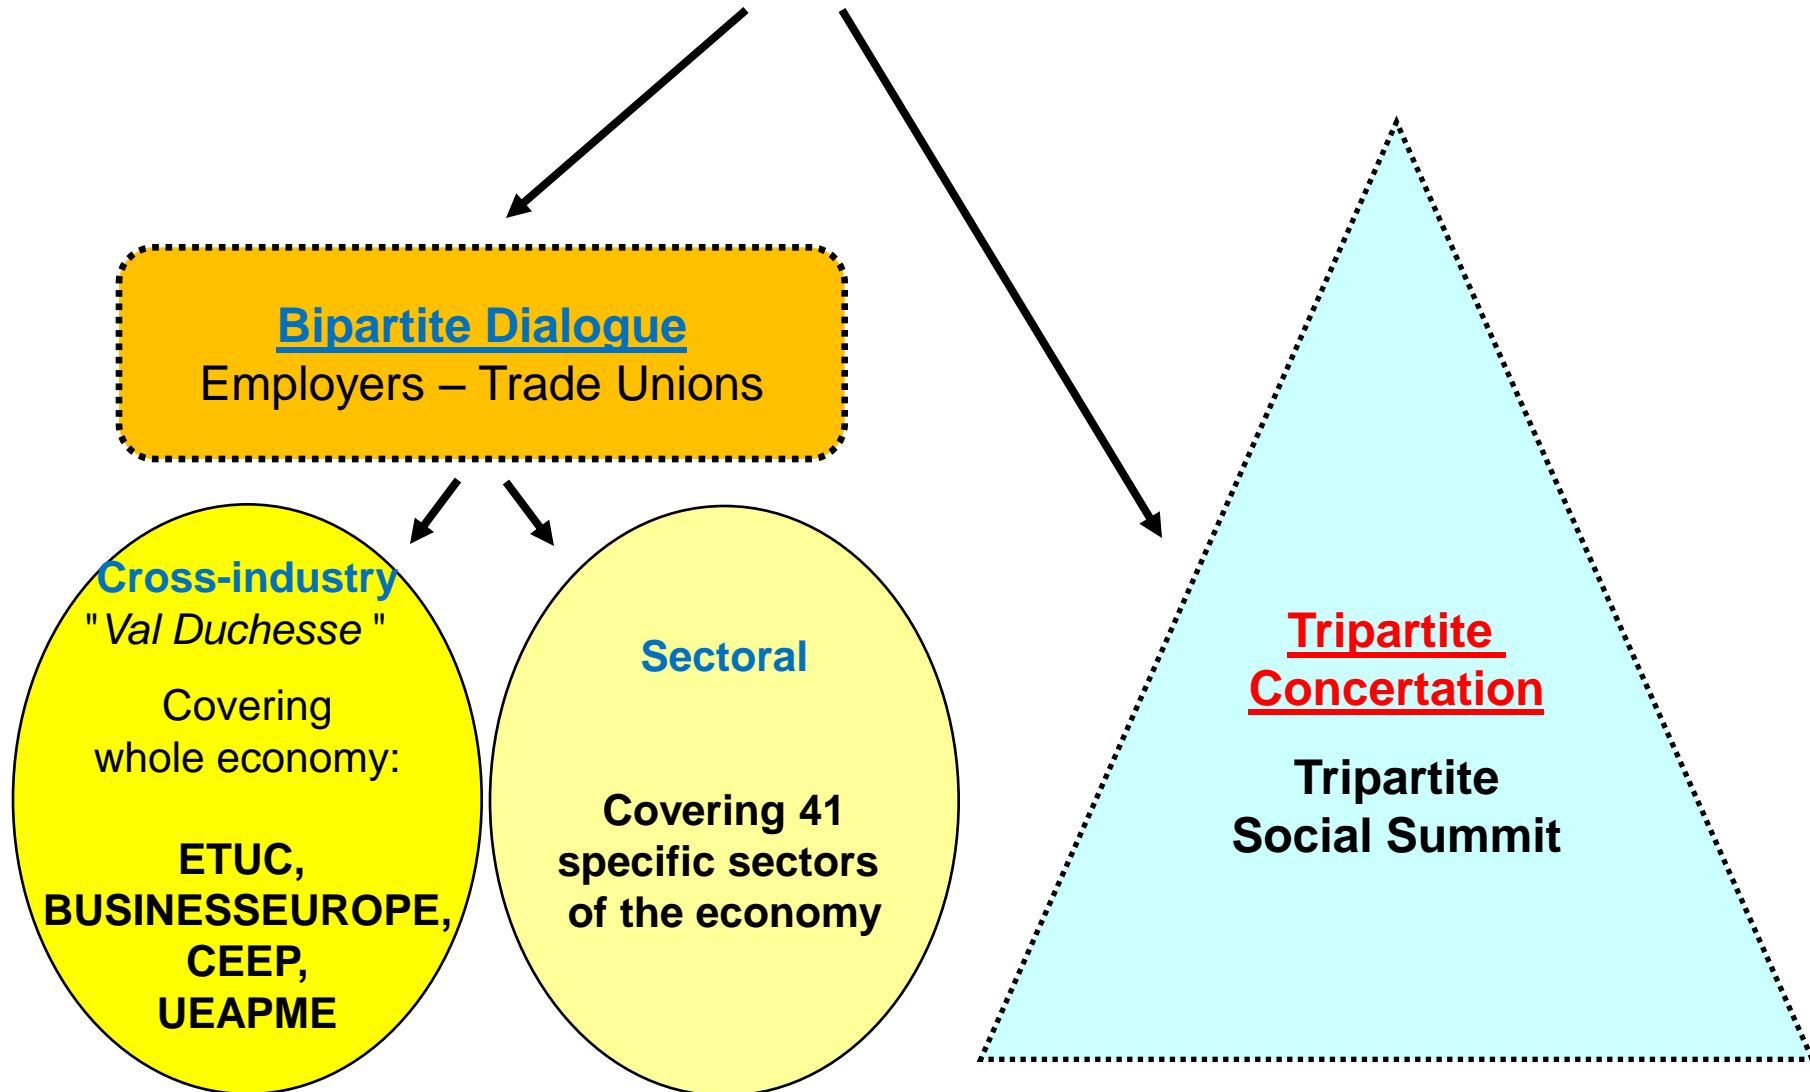 Bipartite Dialogue
Employers – Trade Unions
Cross-industry
"Val Duchesse "
Covering
whole economy:
ETUC,
BUSINESSEUROPE,
CEEP,
UEAPME
Sectoral
Covering 41
specific sectors
of the economy
Tripartite
Concertation
Tripartite
Social Summit